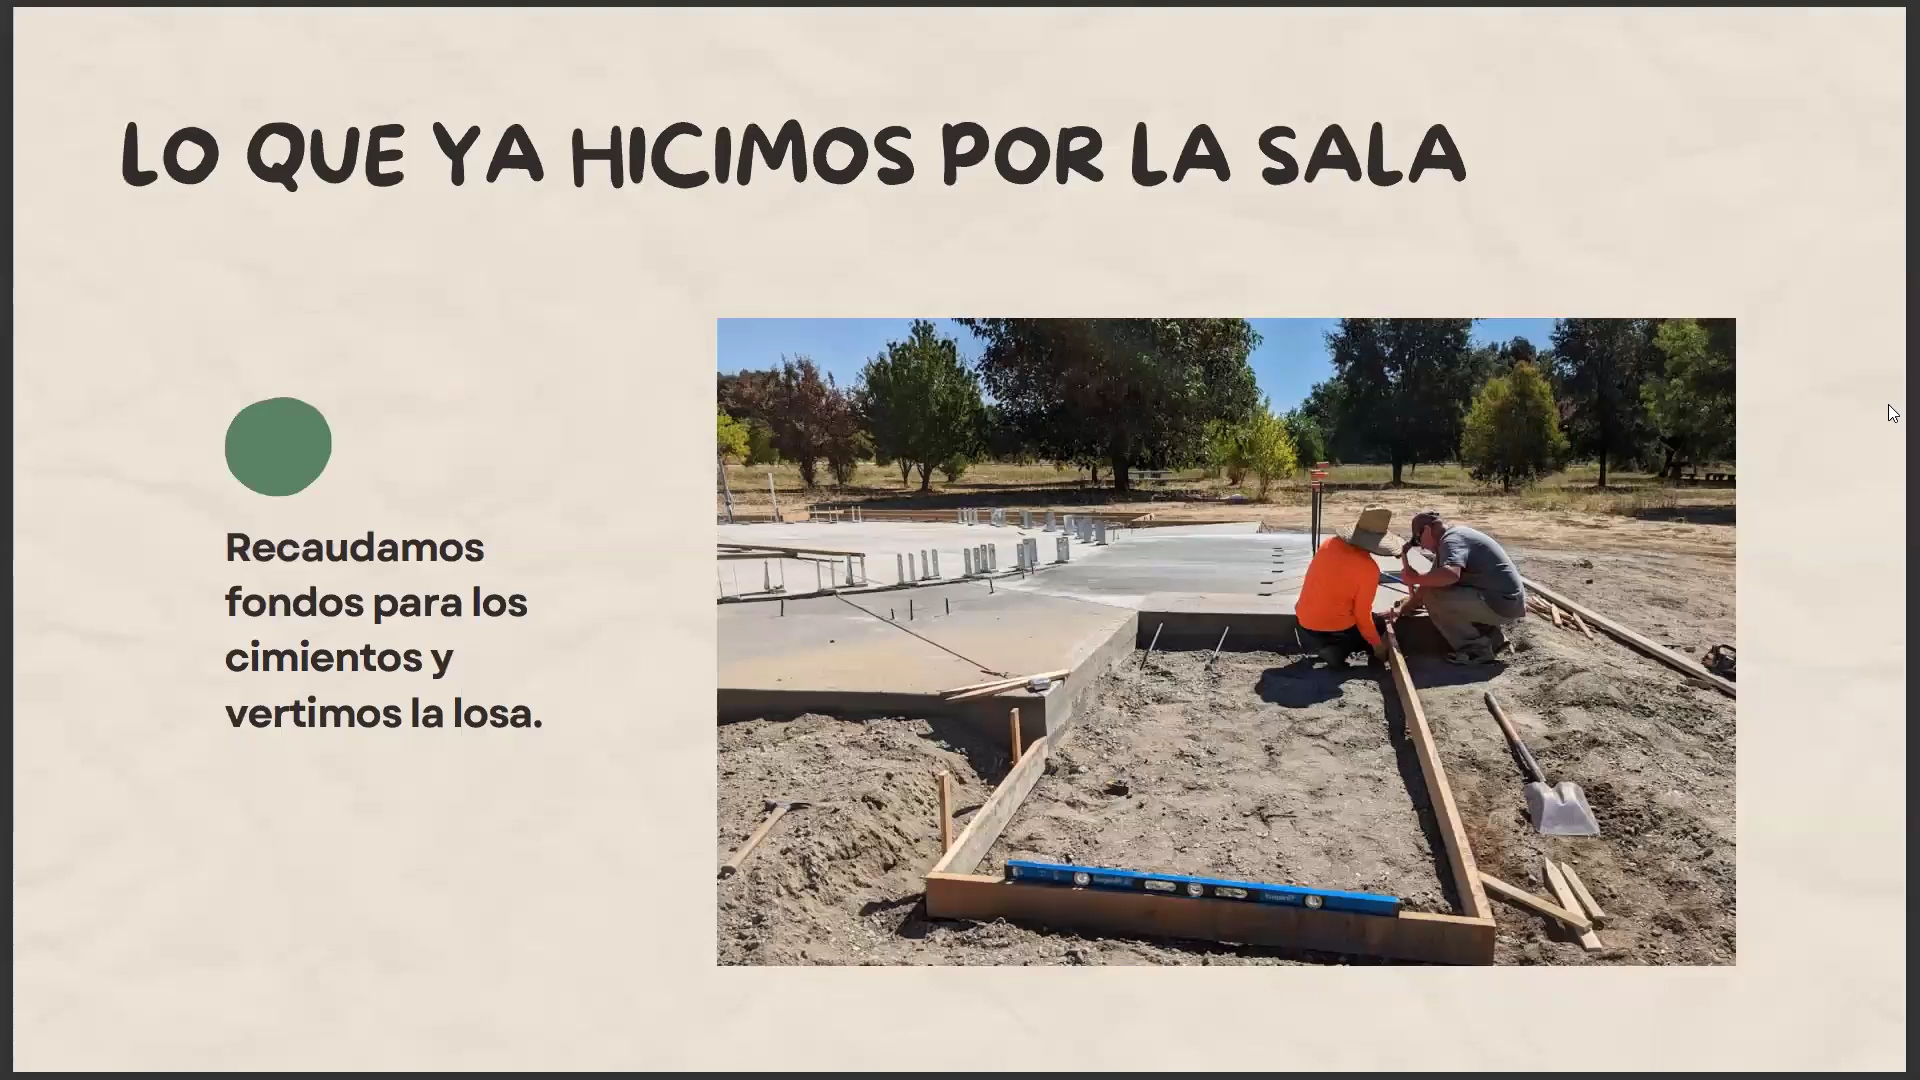 LO QUE YA HICIMOS POR LA SALA
Recaudamos
fondos para los
cimientos y
vertimos la losa.